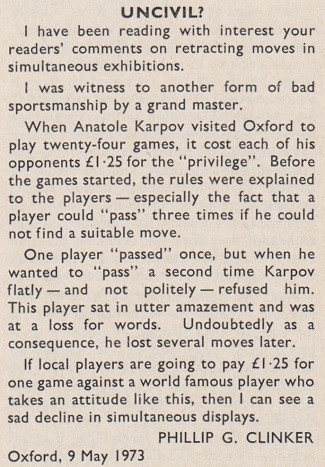 UNCIVIL?
I have been reading with interest your
readers' comments on retracting moves in
simultaneous exhibitions.
I was witness to another form of bad
sportsmanship by a grand master.
When Anatole Karpov visited Oxford to
play twenty-four games, it cost each of his
opponents £1·25 for the "privilege". Before
the games started, the rules were explained
to the players — especially the fact that a
player could "pass" three times if he could
not find a suitable move.
One player "passed" once, but when he
wanted to "pass" a second time Karpov
flatly — and not politely — refused him.
This player sat in utter amazement and was
at a loss for words. Undoubtedly as a
consequence, he lost several moves later.
If local players are going to pay £1·25 for
one game against a world famous player who
takes an attitude like this, then I can see a
sad decline in simultaneous displays.
PHILLIP G. CLINKER
Oxford, 9 May 1973